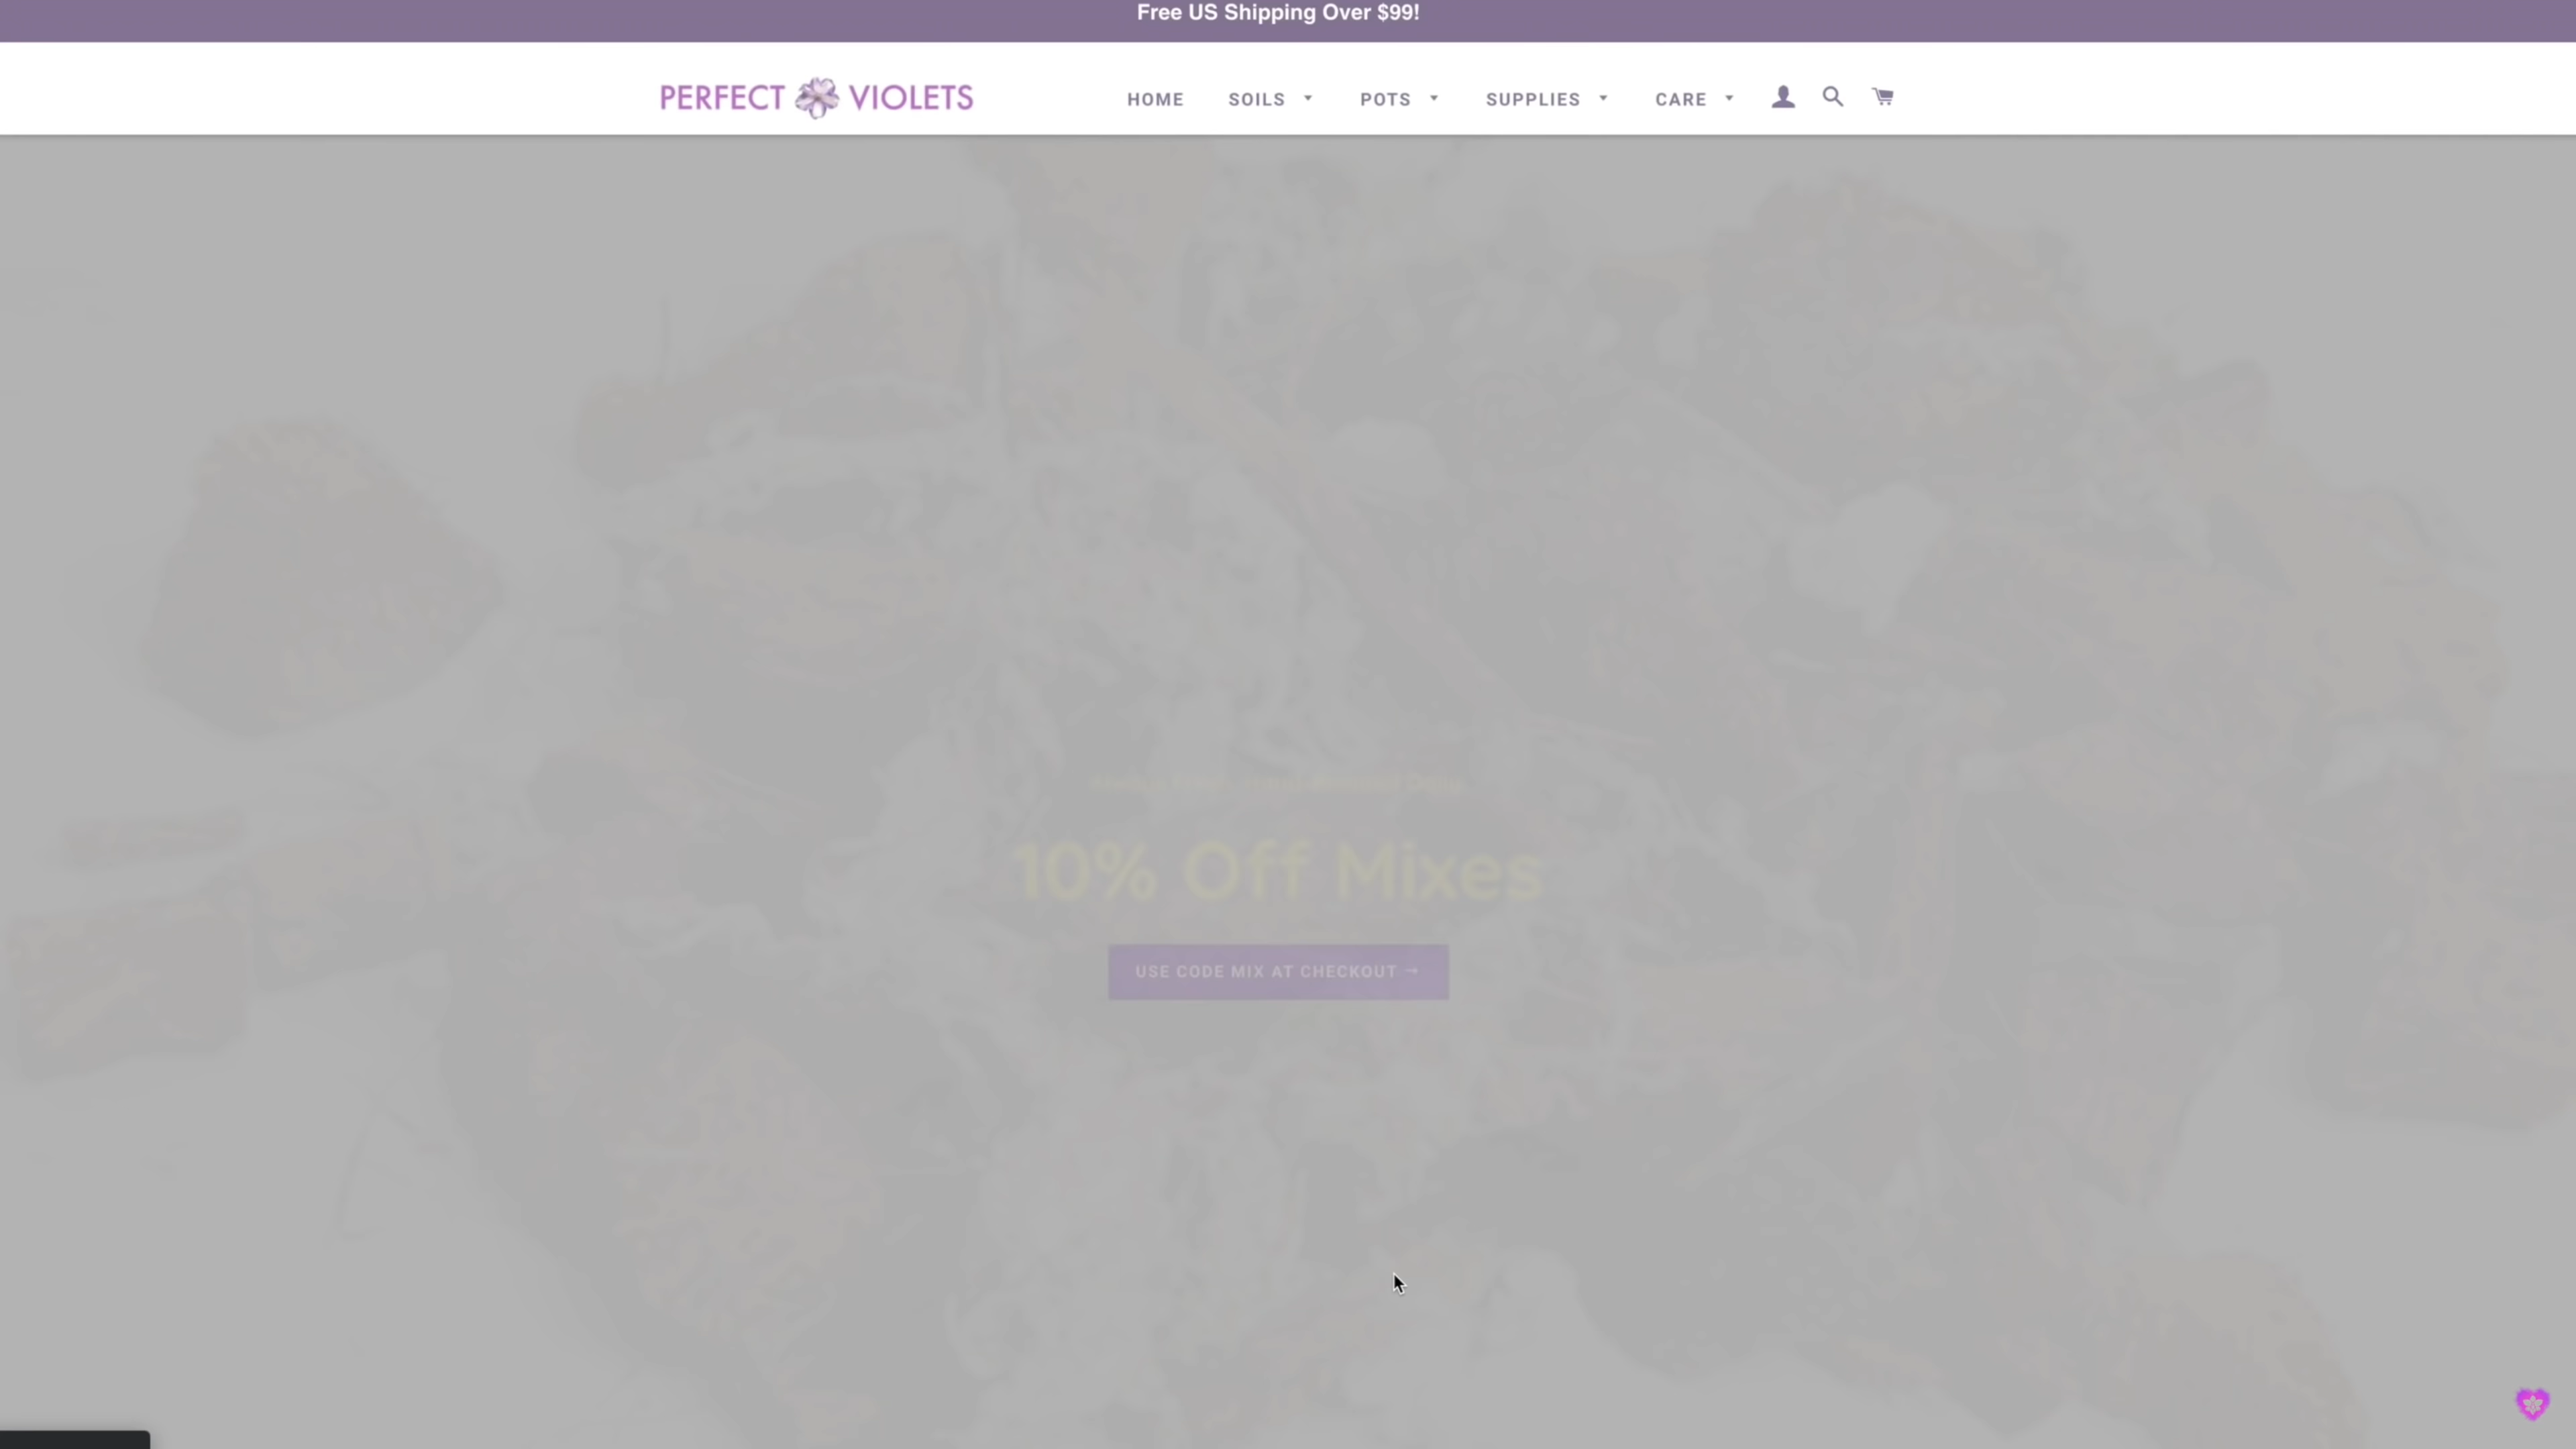 Free US Shipping Over $99!
PERFECT VIOLETS
HOME SOILS POTS SUPPLIES CARE
10% Off Mixes
USE CODE MIX AT CHECKOUT →